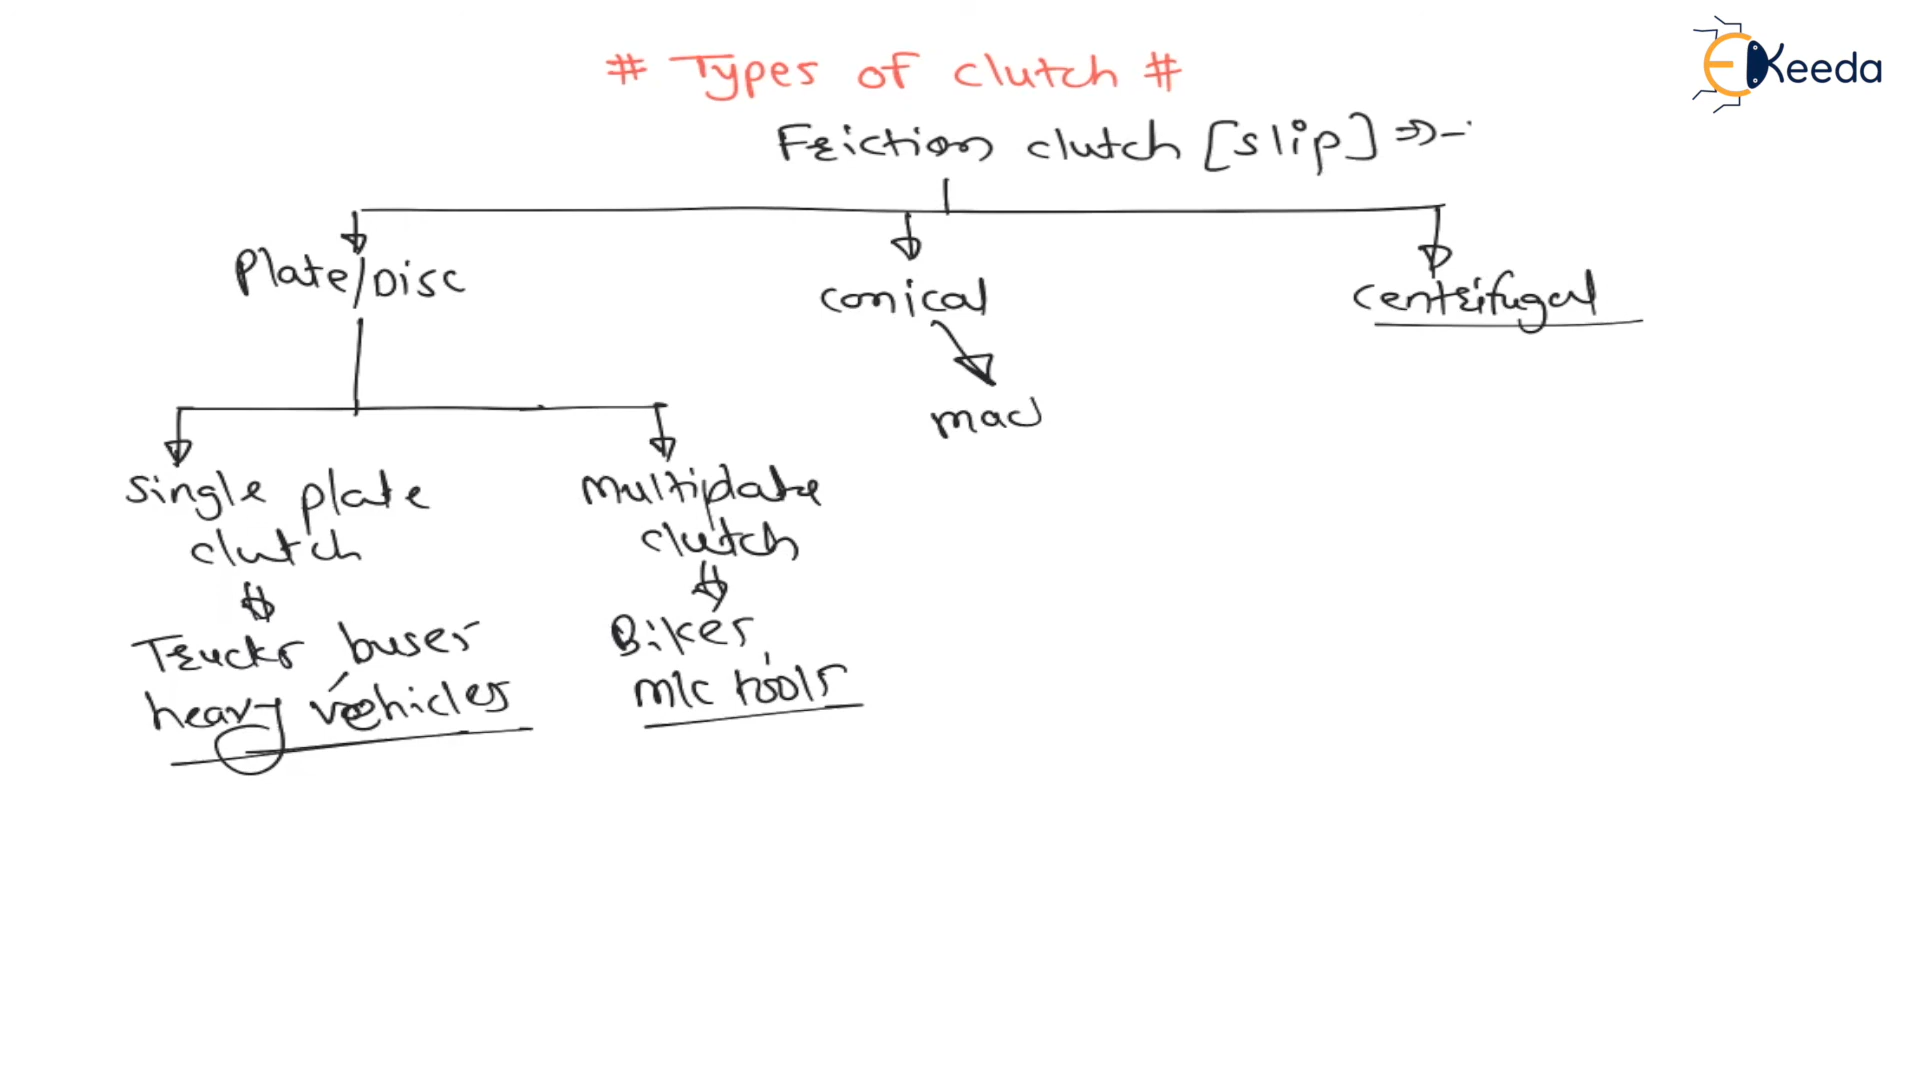 # Types of clutch #
EKeeda
Friction clutch [slip] ⇒ -
Plate/Disc
conical
centrifugal
mac
Single plate
clutch
Multiplate
clutch
Trucks buses
heavy vehicles
Bikes,
m/c tools